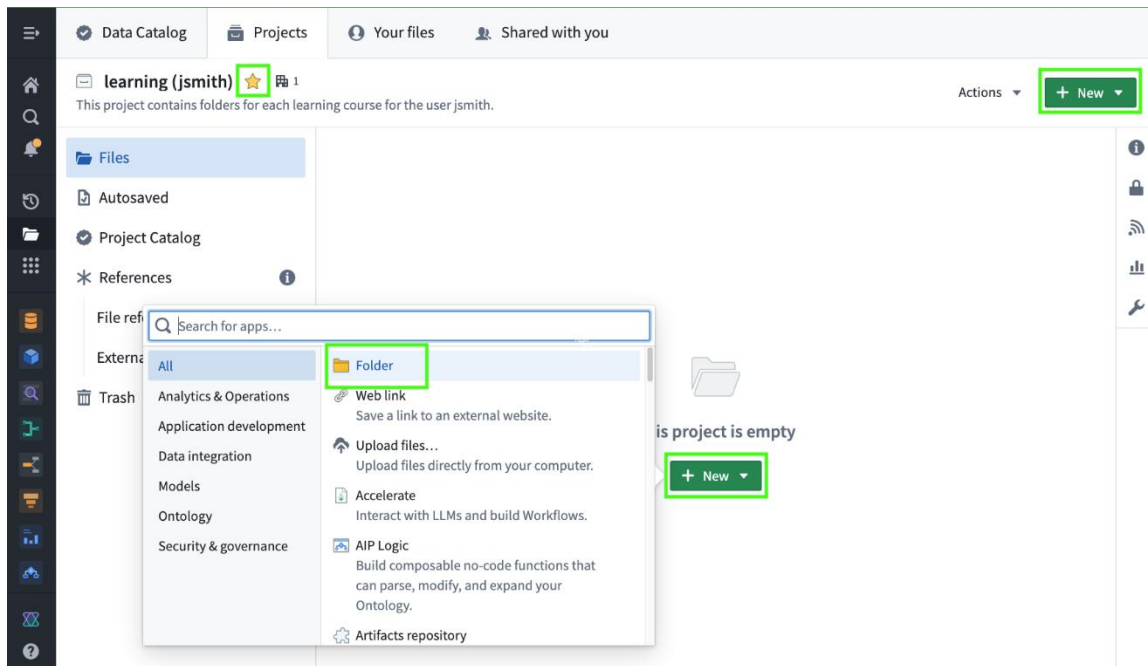 Data Catalog
Projects
Your files
Shared with you
learning (jsmith)
1
This project contains folders for each learning course for the user jsmith.
Actions
+ New
Files
Autosaved
Project Catalog
References
File ref
Externa
Trash
Search for apps...
All
Analytics & Operations
Application development
Data integration
Models
Ontology
Security & governance
Folder
Web link
Save a link to an external website.
Upload files...
Upload files directly from your computer.
Accelerate
Interact with LLMs and build Workflows.
AIP Logic
Build composable no-code functions that
can parse, modify, and expand your
Ontology.
Artifacts repository
is project is empty
+ New